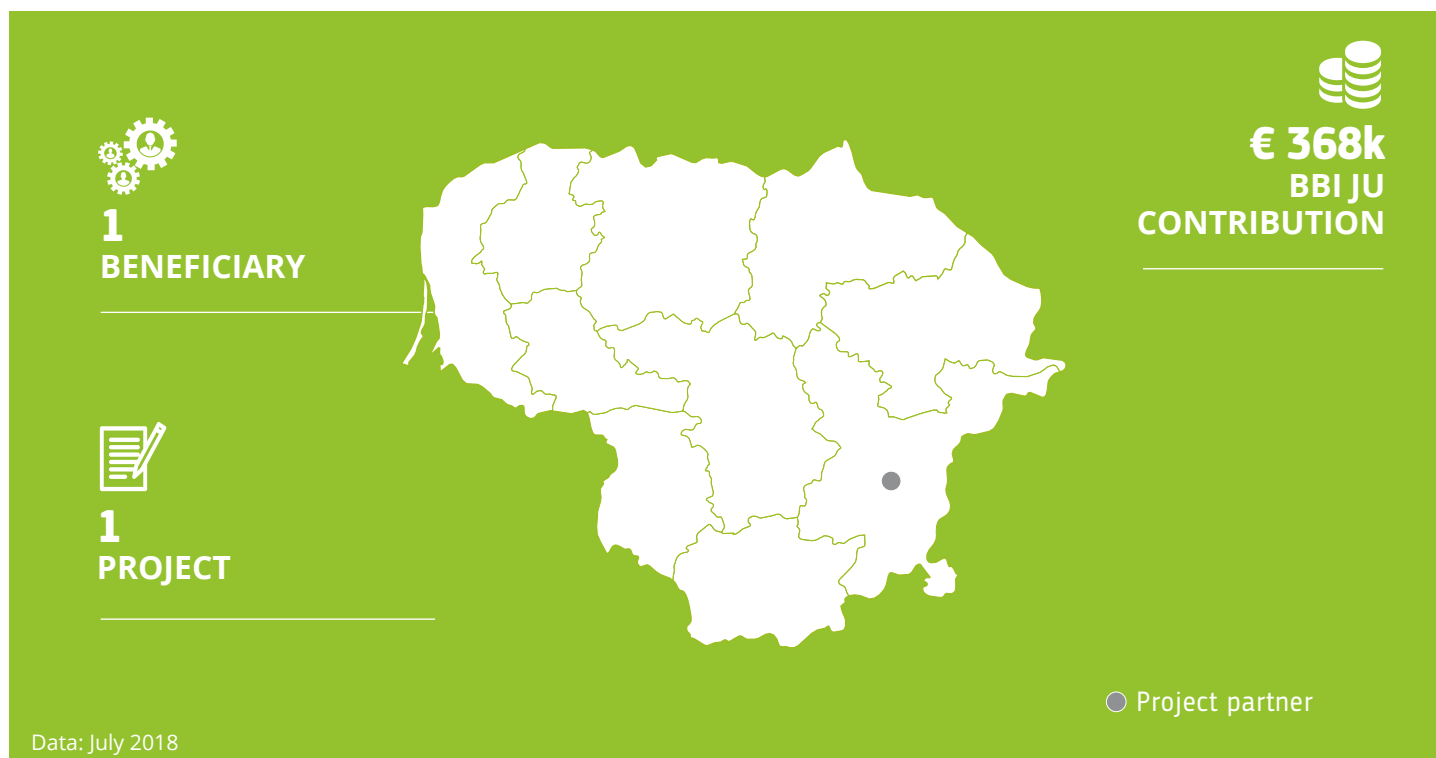 1
BENEFICIARY
1
PROJECT
€ 368k
BBI JU
CONTRIBUTION
Project partner
Data: July 2018